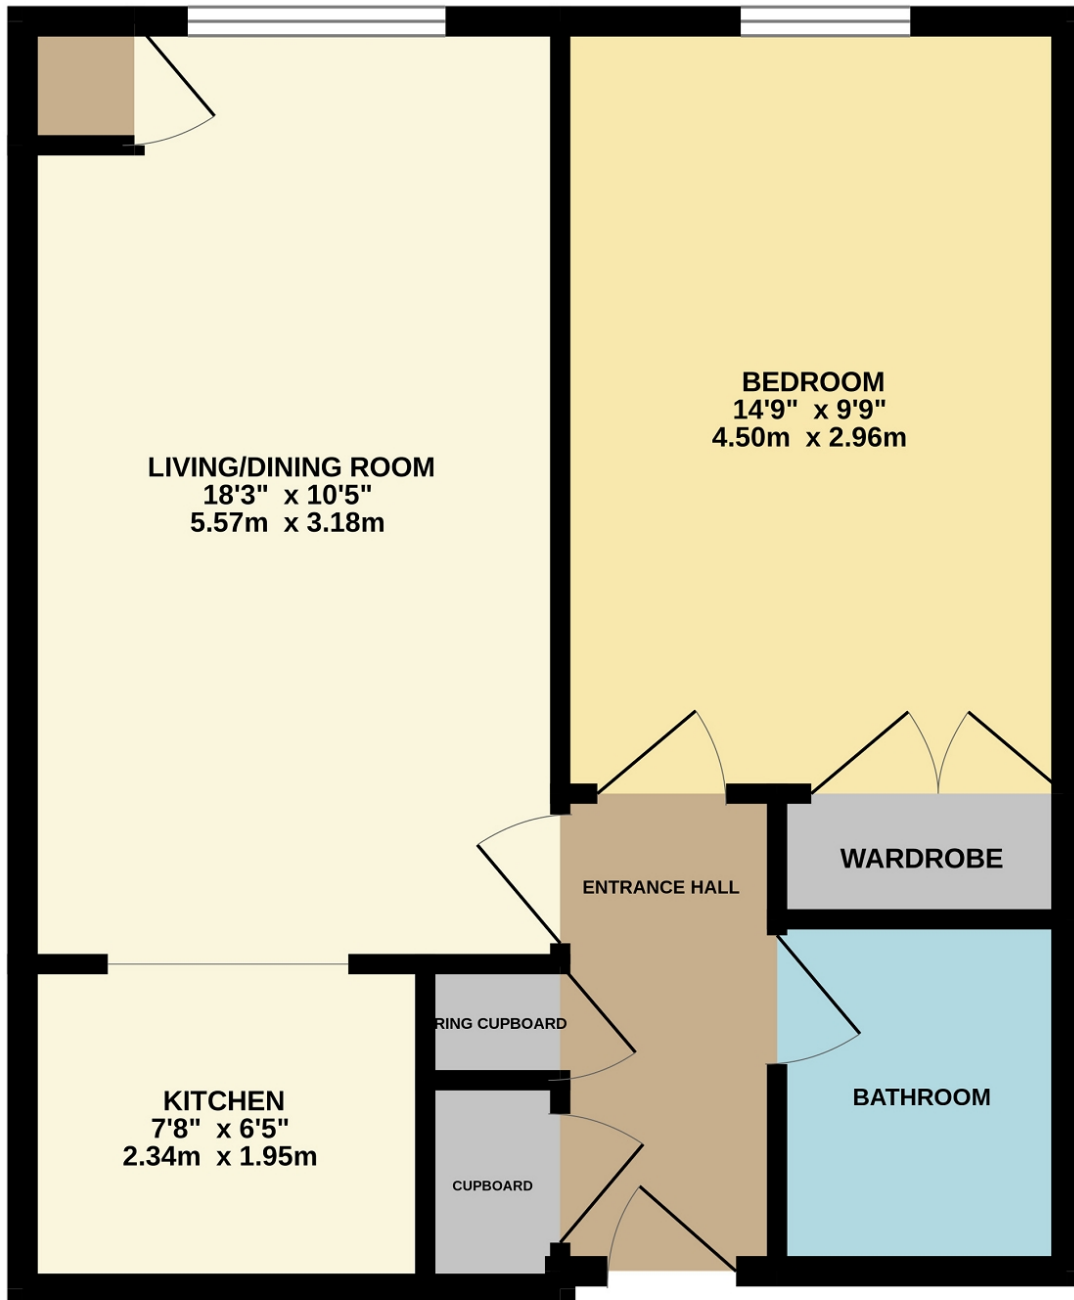 LIVING/DINING ROOM
18'3" x 10'5"
5.57m x 3.18m
BEDROOM
14'9" x 9'9"
4.50m x 2.96m
ENTRANCE HALL
WARDROBE
RING CUPBOARD
KITCHEN
7'8" x 6'5"
2.34m x 1.95m
CUPBOARD
BATHROOM